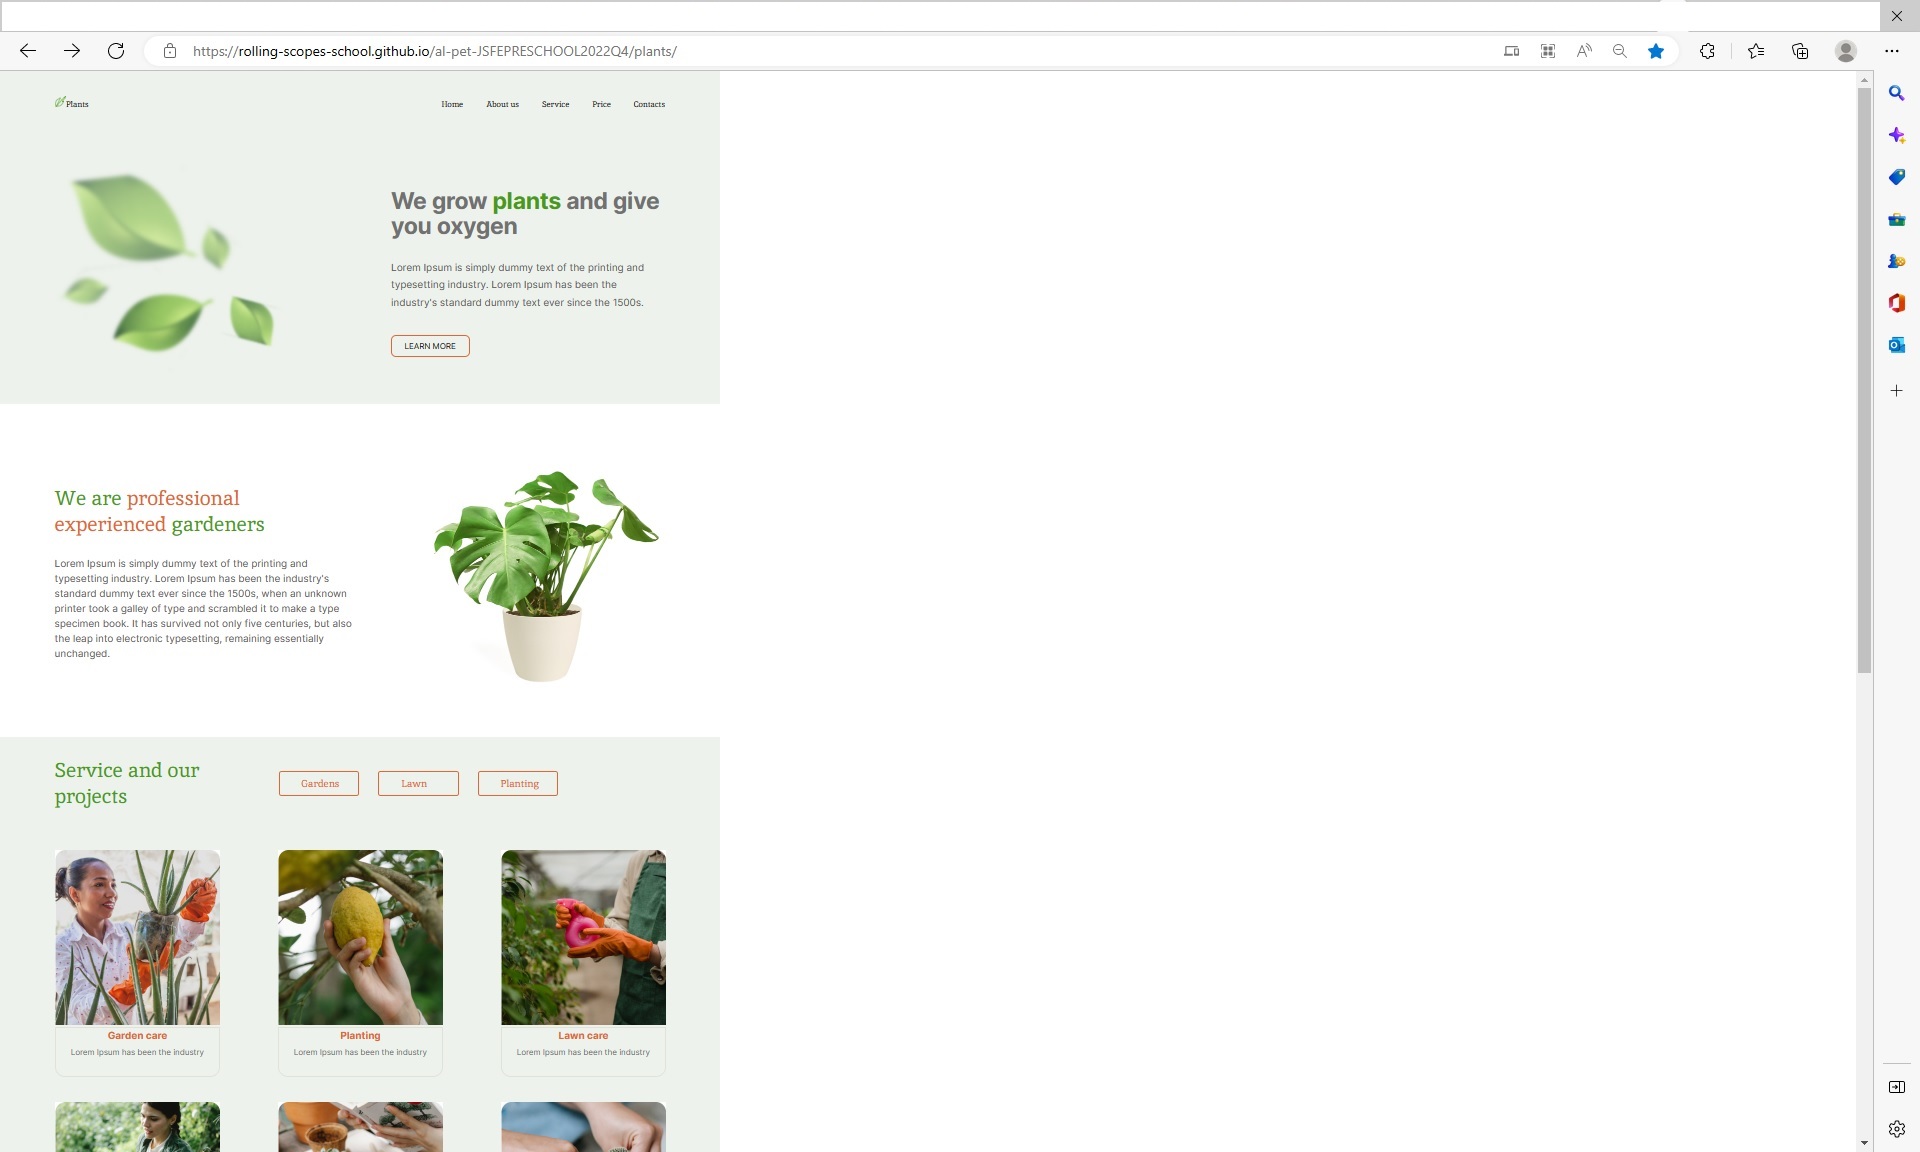 https://rolling-scopes-school.github.io/al-pet-JSFEPRESCHOOL2022Q4/plants/
Plants
Home About us Service Price Contacts
We grow plants and give
you oxygen
Lorem Ipsum is simply dummy text of the printing and
typesetting industry. Lorem Ipsum has been the
industry's standard dummy text ever since the 1500s.
LEARN MORE
We are professional
experienced gardeners
Lorem Ipsum is simply dummy text of the printing and
typesetting industry. Lorem Ipsum has been the industry's
standard dummy text ever since the 1500s, when an unknown
printer took a galley of type and scrambled it to make a type
specimen book. It has survived not only five centuries, but also
the leap into electronic typesetting, remaining essentially
unchanged.
Service and our
projects
Gardens Lawn Planting
Garden care
Lorem Ipsum has been the industry
Planting
Lorem Ipsum has been the industry
Lawn care
Lorem Ipsum has been the industry